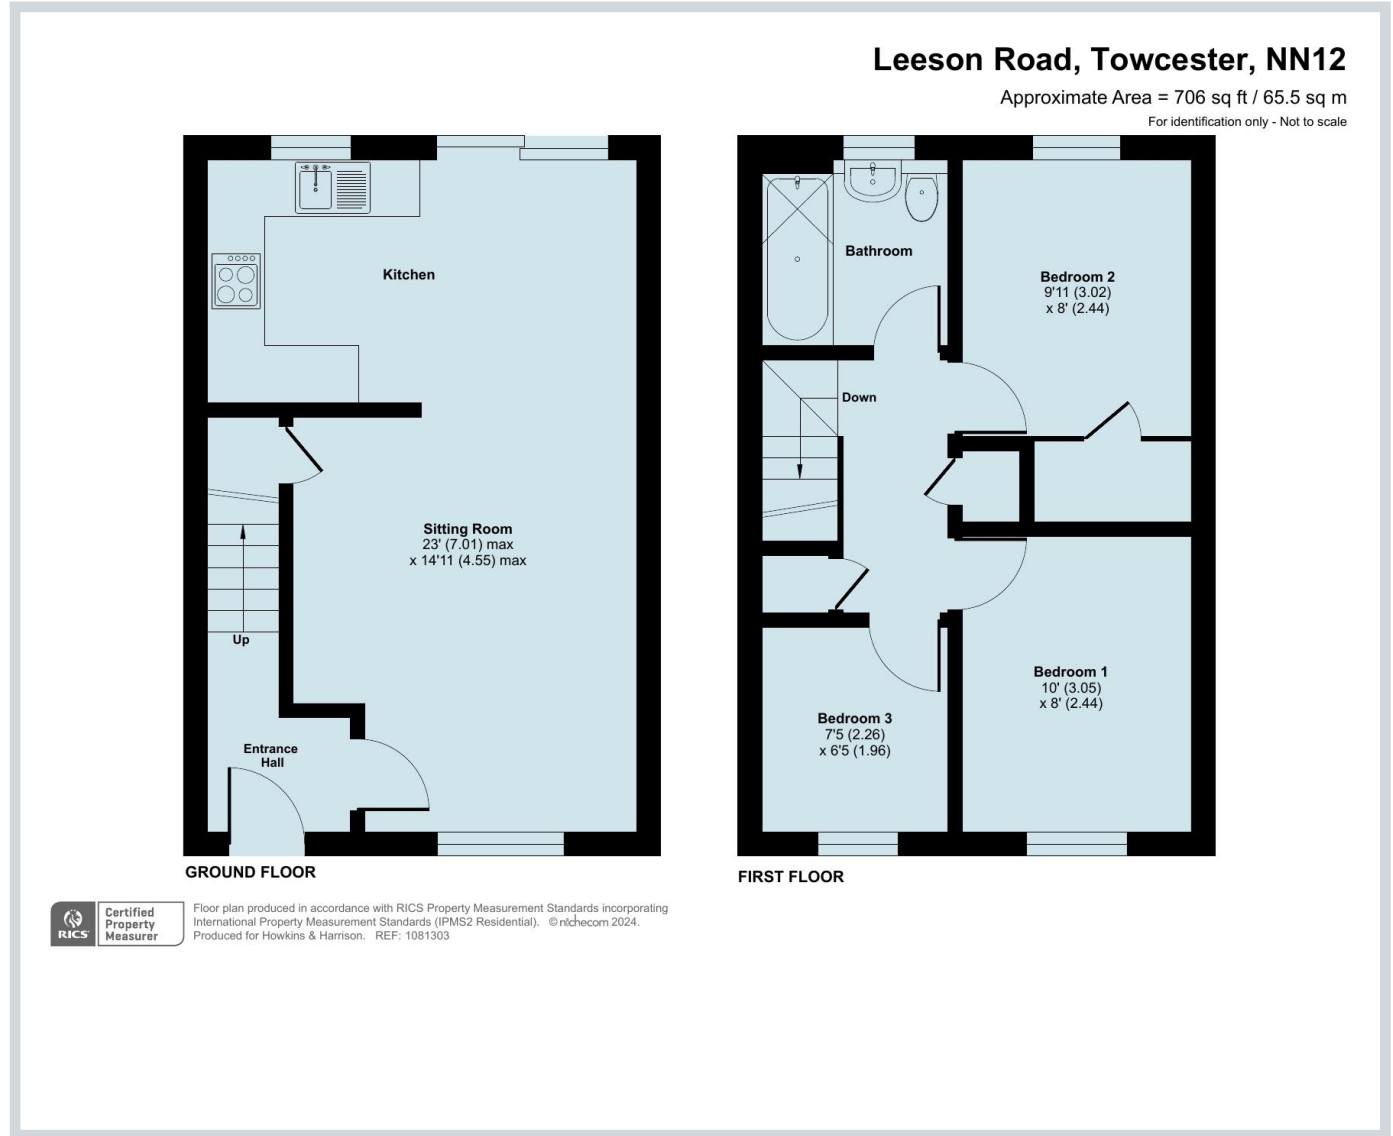 Leeson Road, Towcester, NN12
Approximate Area = 706 sq ft / 65.5 sq m
For identification only - Not to scale
Kitchen
Sitting Room
23' (7.01) max
x 14'11 (4.55) max
Up
Entrance
Hall
GROUND FLOOR
Bathroom
Bedroom 2
9'11 (3.02)
x 8' (2.44)
Down
Bedroom 1
10' (3.05)
x 8' (2.44)
Bedroom 3
7'5 (2.26)
x 6'5 (1.96)
FIRST FLOOR
RICS
Certified
Property
Measurer
Floor plan produced in accordance with RICS Property Measurement Standards incorporating
International Property Measurement Standards (IPMS2 Residential). © nichecom 2024.
Produced for Howkins & Harrison. REF: 1081303